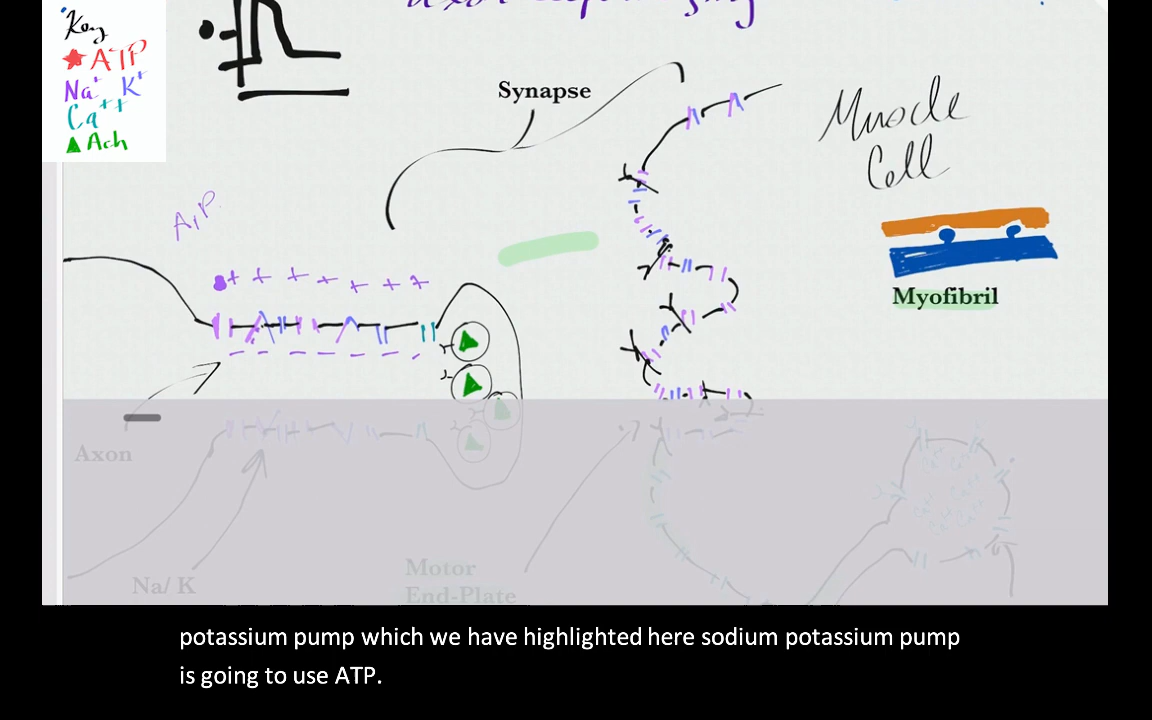 Key
ATP
Na+ K+
Ca++
Ach
Synapse
Muscle
Cell
Myofibril
Axon
Na/ K
Motor
End-Plate
potassium pump which we have highlighted here sodium potassium pump
is going to use ATP.